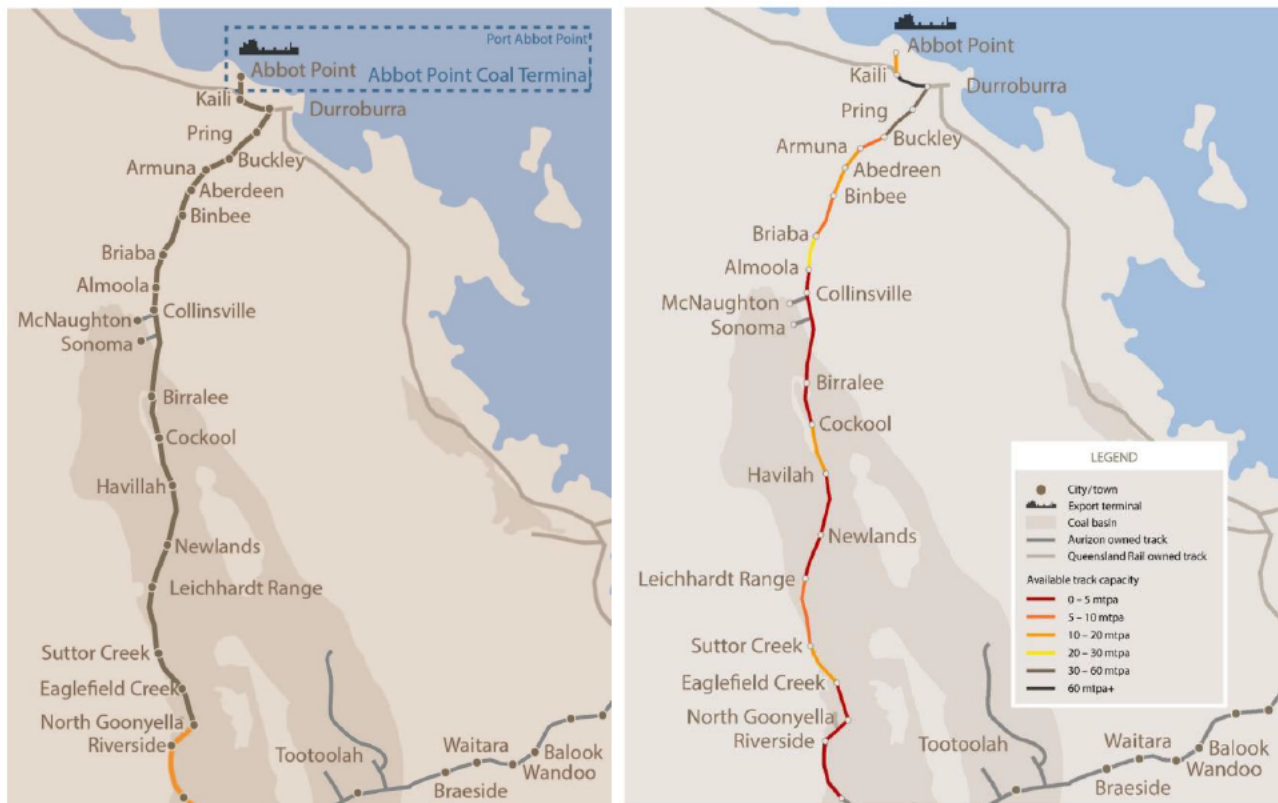 Port Abbot Point
Abbot Point
Abbot Point Coal Termina
Kaili
Durroburra
Pring
Buckley
Armuna
Aberdeen
Binbee
Briaba
Almoola
Collinsville
McNaughton
Sonoma
Birralee
Cockool
Havillah
Newlands
Leichhardt Range
Suttor Creek
Eaglefield Creek
North Goonyella
Riverside
Tootoolah
Waitara
Balook
Wandoo
Braeside
Abbot Point
Kaili
Durroburra
Pring
Buckley
Armuna
Abedreen
Binbee
Briaba
Almoola
Collinsville
McNaughton
Sonoma
Birralee
Cockool
Havilah
Newlands
Leichhardt Range
Suttor Creek
Eaglefield Creek
North Goonyella
Riverside
Tootoolah
Waitara
Balook
Wandoo
Braeside
LEGEND
City/town
Export terminal
Coal basin
Aurizon owned track
Queensland Rail owned track
Available track capacity
0 – 5 mtpa
5 – 10 mtpa
10 – 20 mtpa
20 – 30 mtpa
30 – 60 mtpa
60 mtpa+